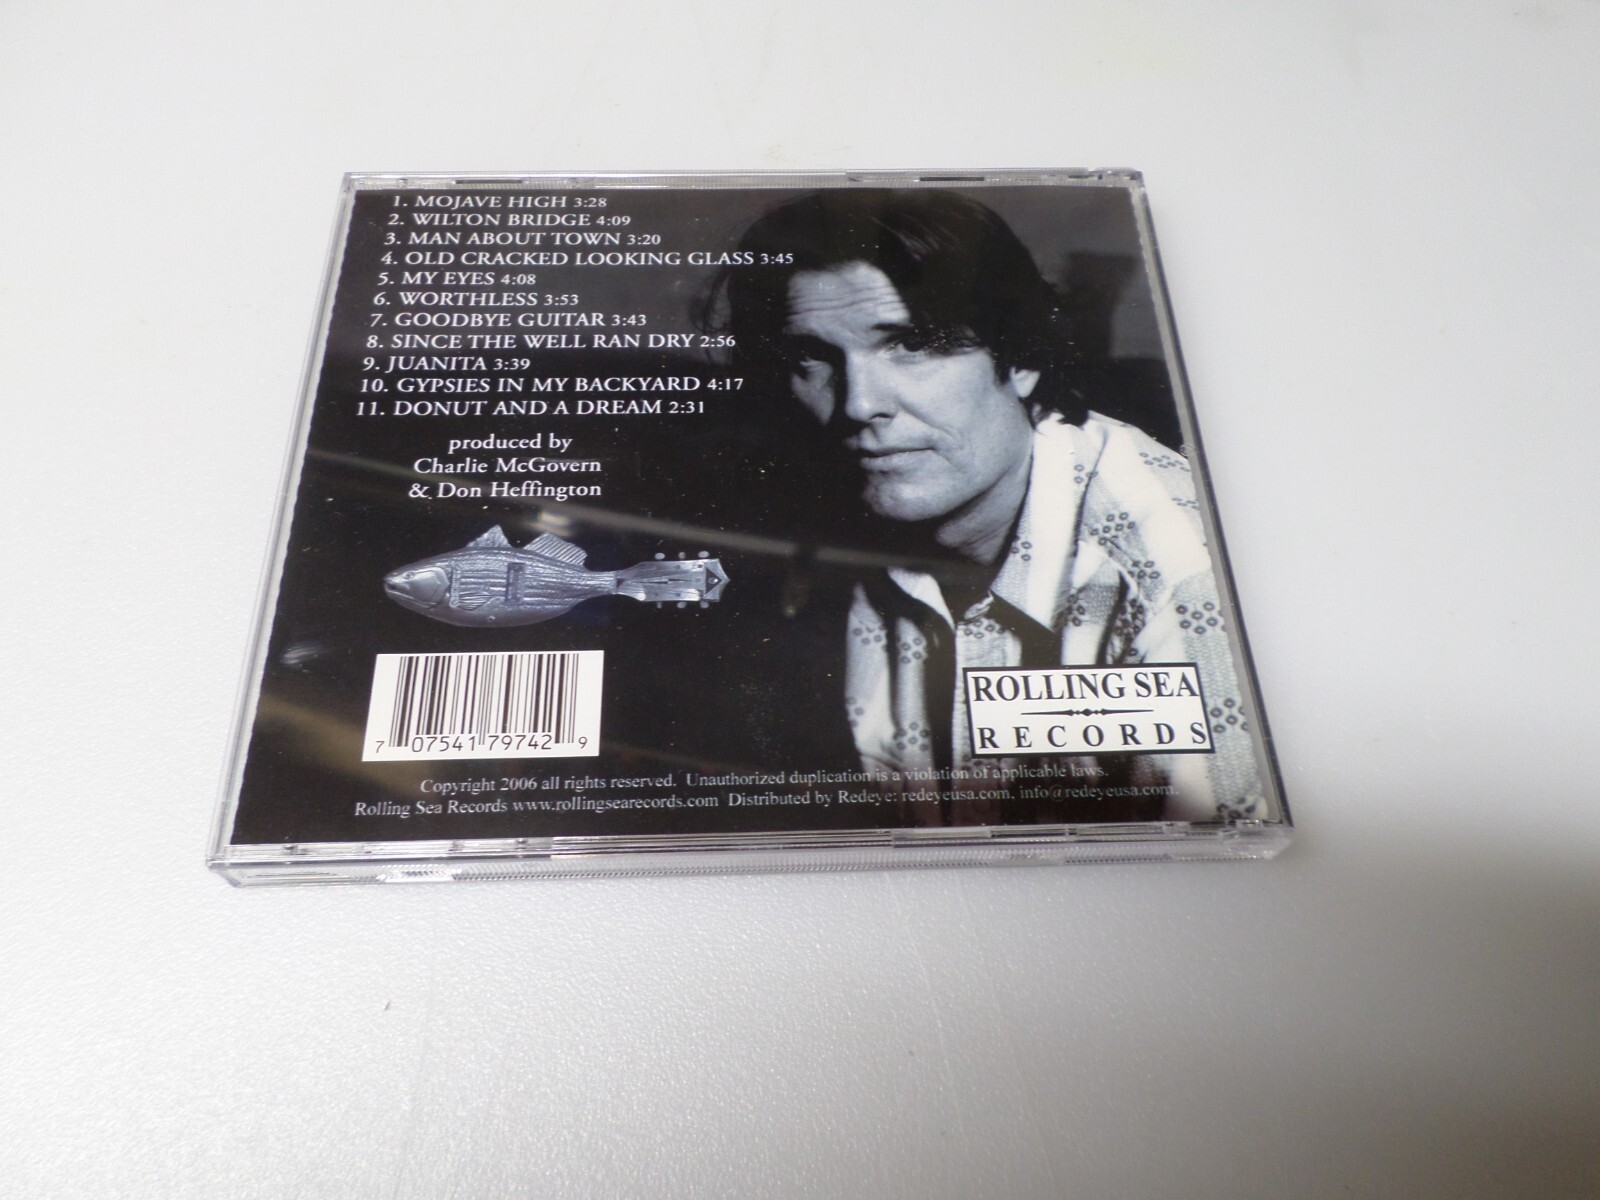 1. MOJAVE HIGH 3:28
2. WILTON BRIDGE 4:09
3. MAN ABOUT TOWN 3:20
4. OLD CRACKED LOOKING GLASS 3:45
5. MY EYES 4:08
6. WORTHLESS 3:53
7. GOODBYE GUITAR 3:43
8. SINCE THE WELL RAN DRY 2:56
9. JUANITA 3:39
10. GYPSIES IN MY BACKYARD 4:17
11. DONUT AND A DREAM 2:31
produced by
Charlie McGovern
& Don Heffington
7 07541 79742 9
ROLLING SEA
RECORDS
Copyright 2006 all rights reserved. Unauthorized duplication is a violation of applicable laws.
Rolling Sea Records www.rollingsearecords.com Distributed by Redeye: redeyeusa.com, info@redeyeusa.com.